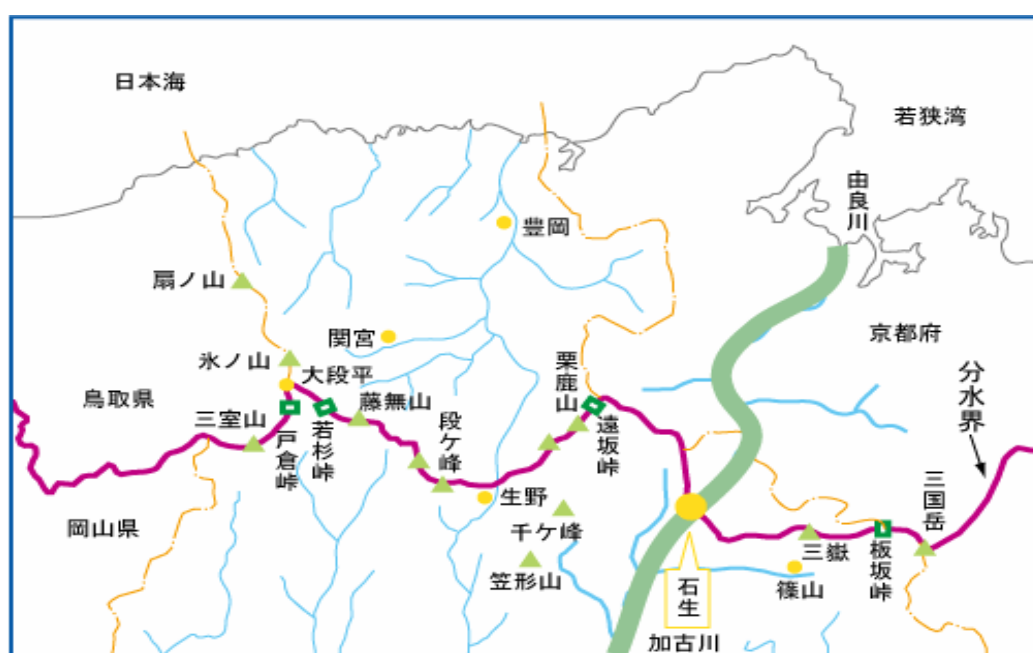 日本海
若狭湾
由良川
豊岡
扇ノ山
京都府
関宮
氷ノ山
大段平
栗鹿山
分水界
鳥取県
藤無山
三室山
戸倉峠
若杉峠
段ケ峰
遠坂峠
三国岳
生野
岡山県
千ケ峰
三嶽
板坂峠
笠形山
石生
篠山
加古川